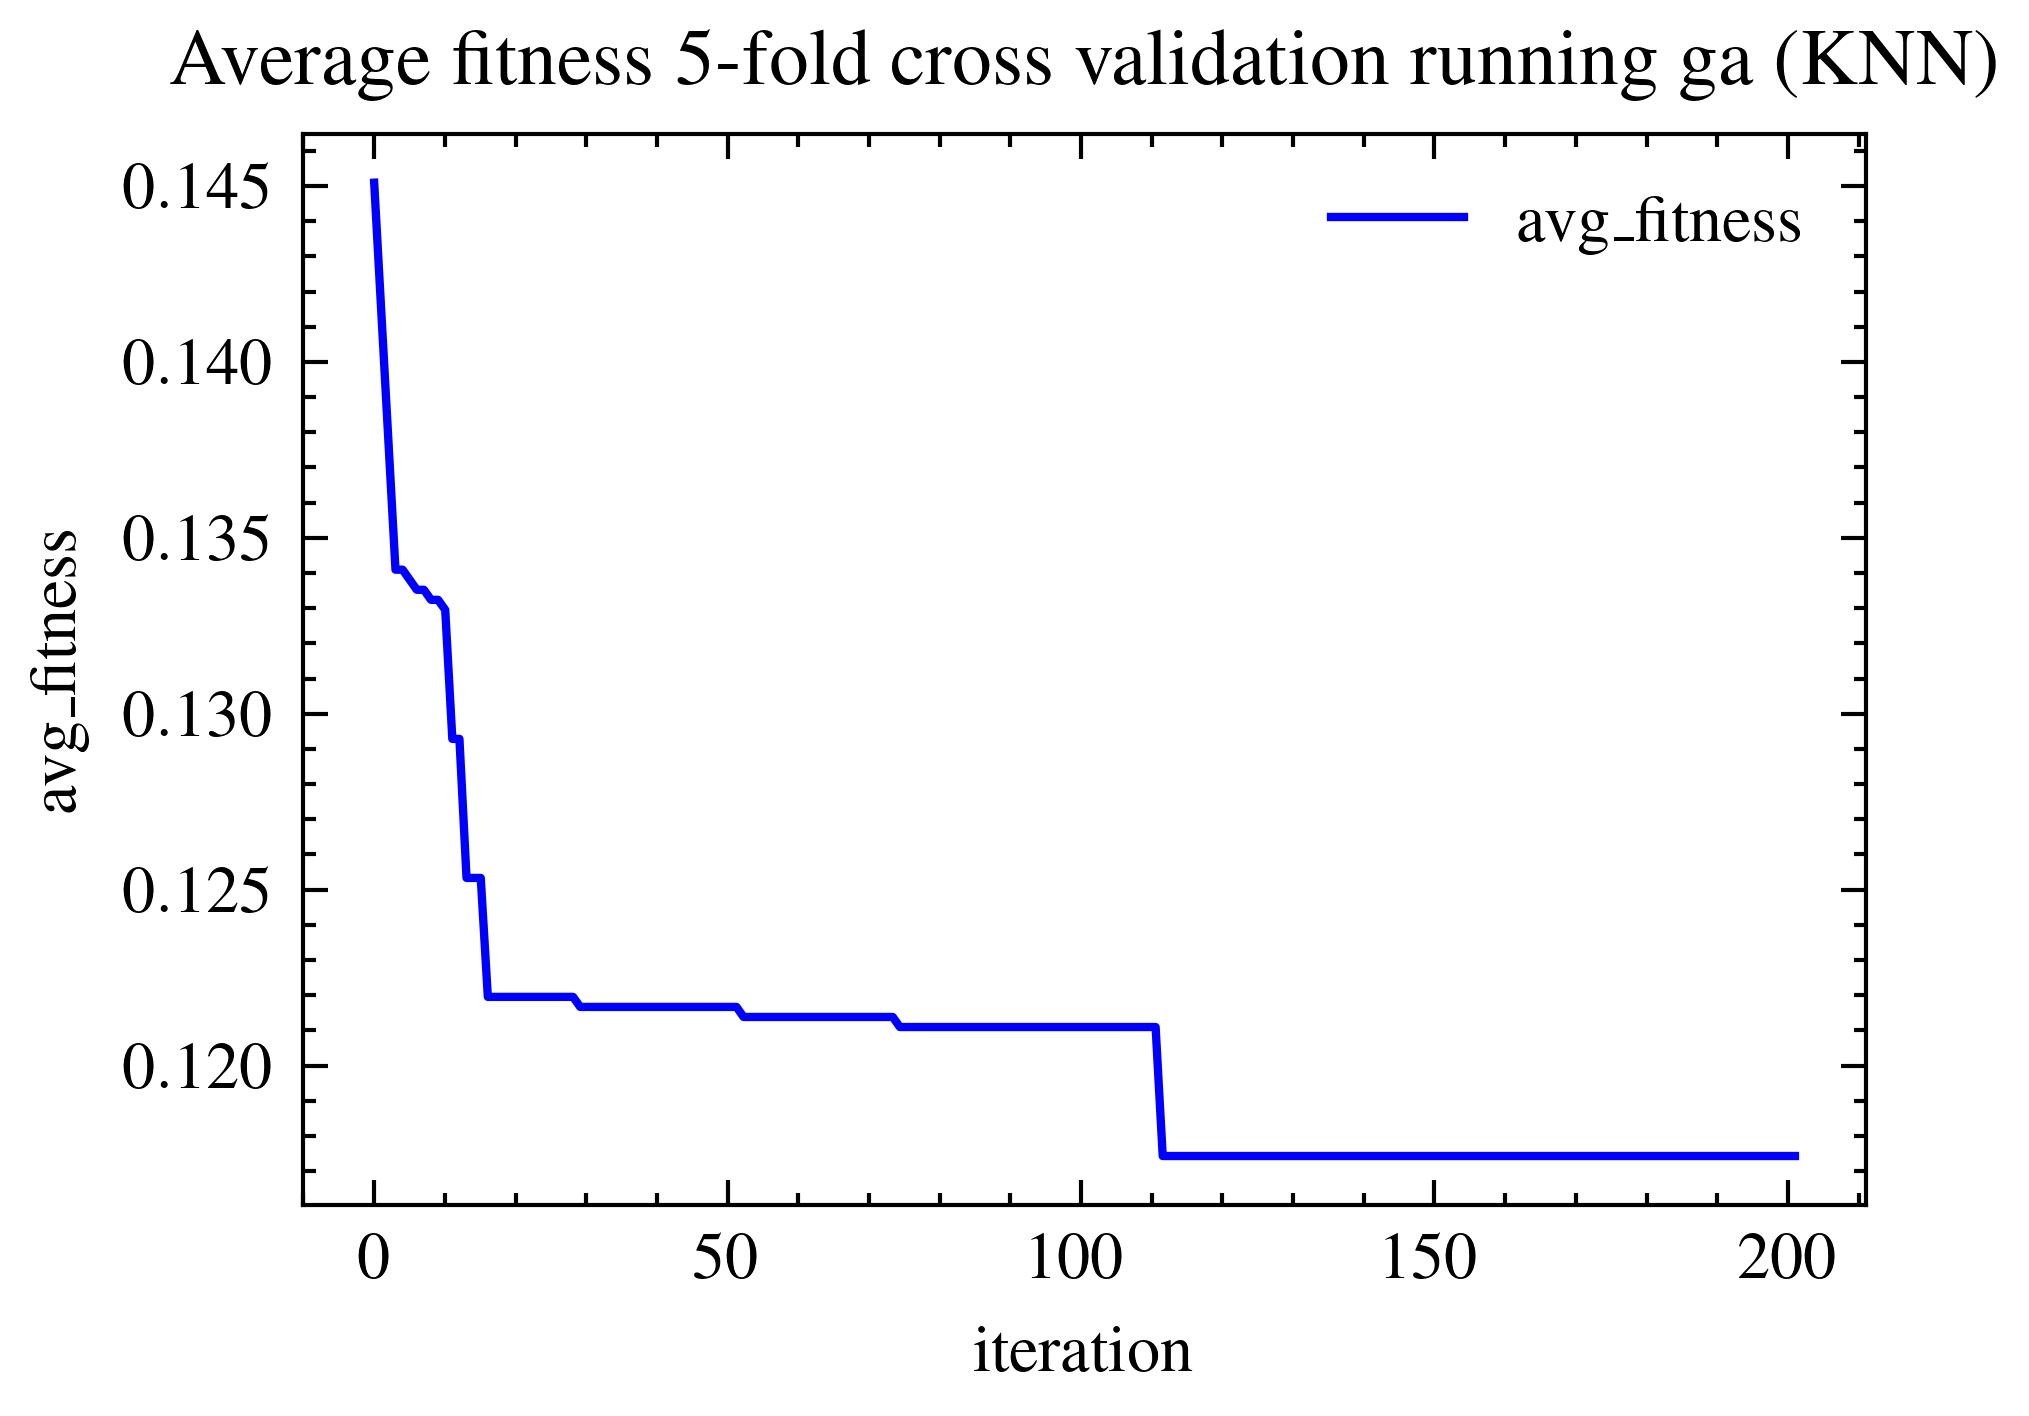 Average fitness 5-fold cross validation running ga (KNN)
avg_fitness
0.145
0.140
0.135
0.130
0.125
0.120
avg_fitness
0 50 100 150 200
iteration